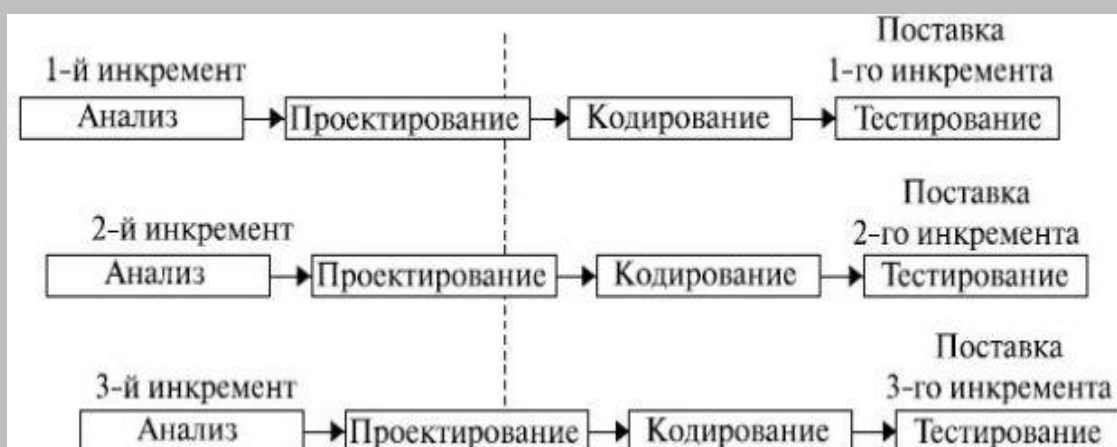 Поставка
1-й инкремент
1-го инкремента
Анализ
Проектирование
Кодирование
Тестирование
Поставка
2-й инкремент
2-го инкремента
Анализ
Проектирование
Кодирование
Тестирование
Поставка
3-й инкремент
3-го инкремента
Анализ
Проектирование
Кодирование
Тестирование